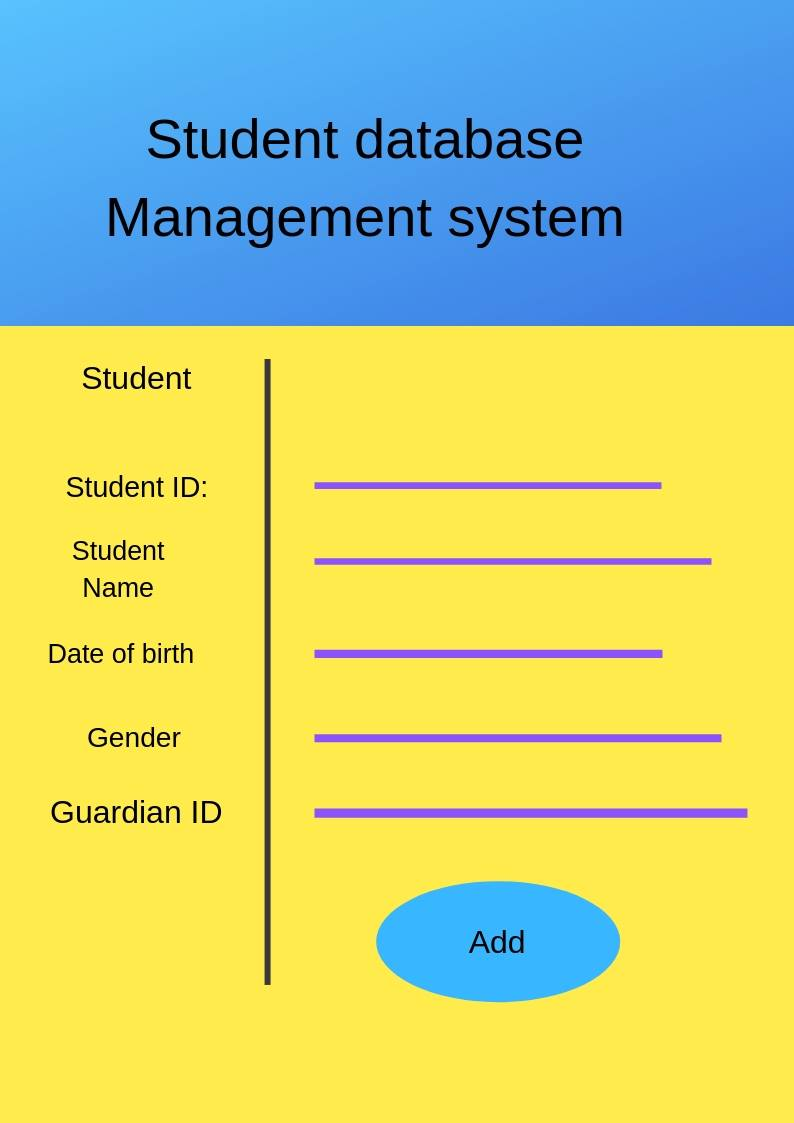 Student database
Management system
Student
Student ID:
Student
Name
Date of birth
Gender
Guardian ID
Add